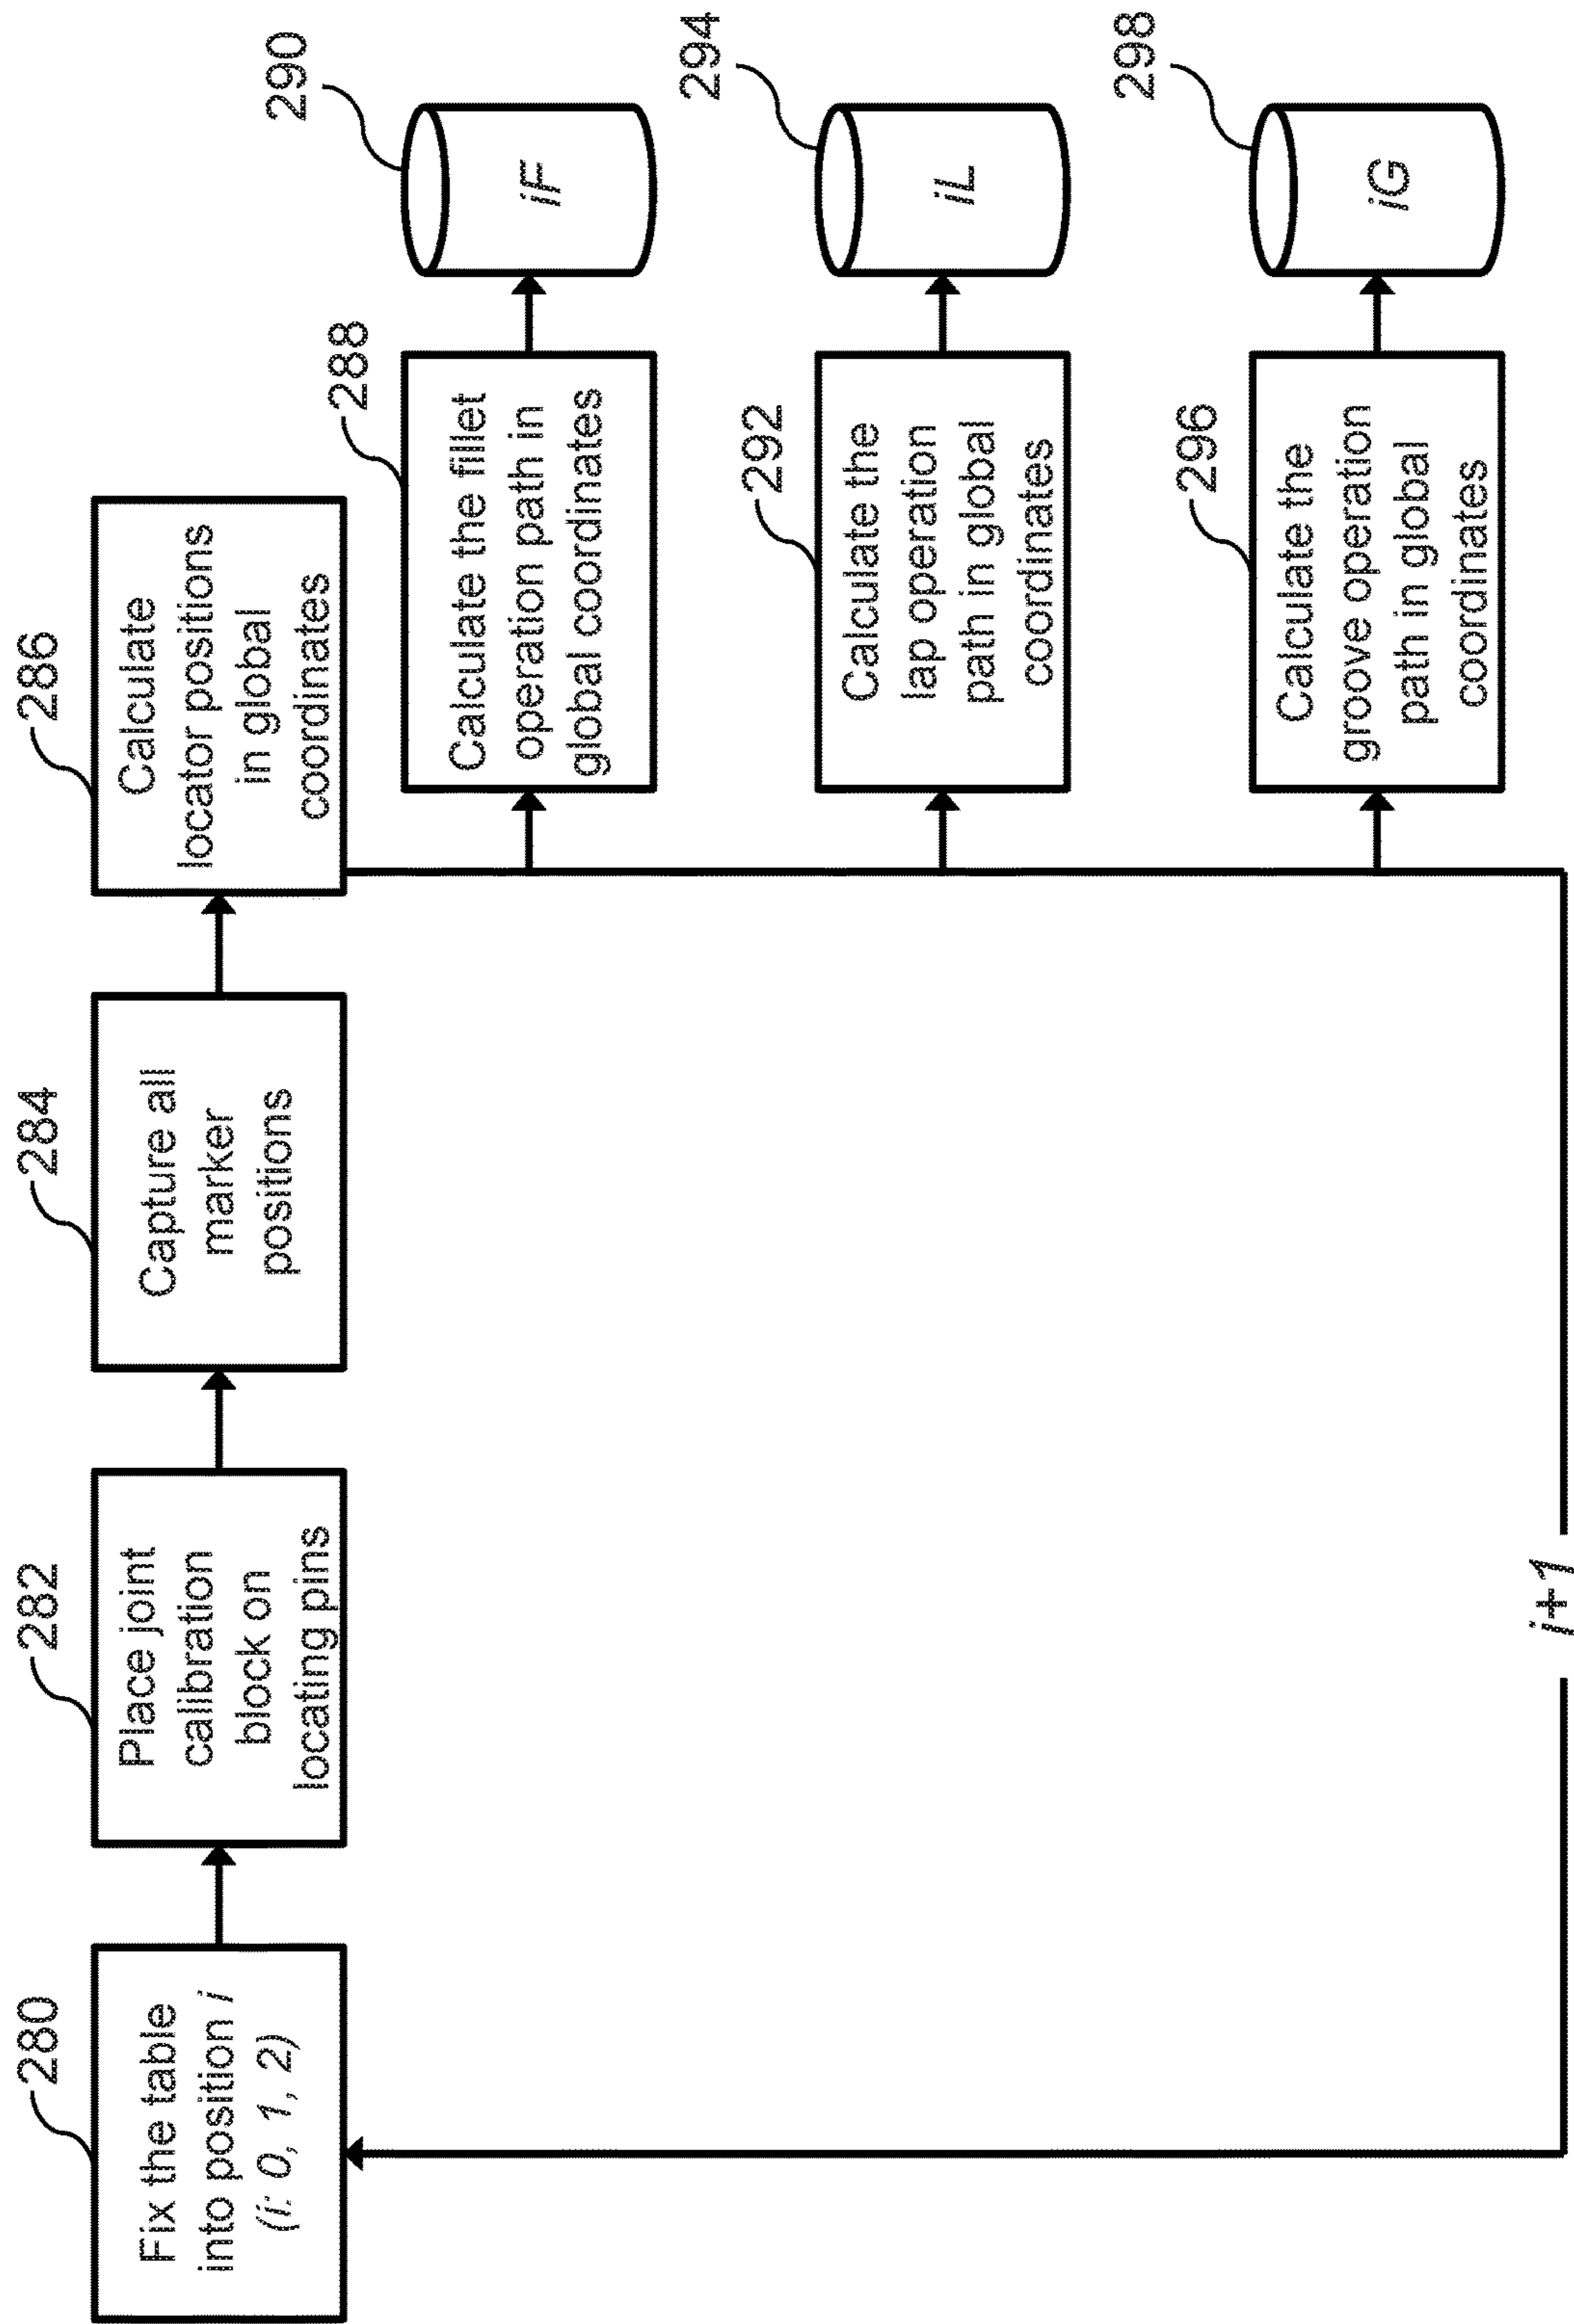 280
Fix the table
into position i
(i: 0, 1, 2)
282
Place joint
calibration
block on
locating pins
284
Capture all
marker
positions
286
Calculate
locator positions
in global
coordinates
288
Calculate the fillet
operation path in
global coordinates
290
iF
292
Calculate the
lap operation
path in global
coordinates
294
iL
296
Calculate the
groove operation
path in global
coordinates
298
iG
i+1